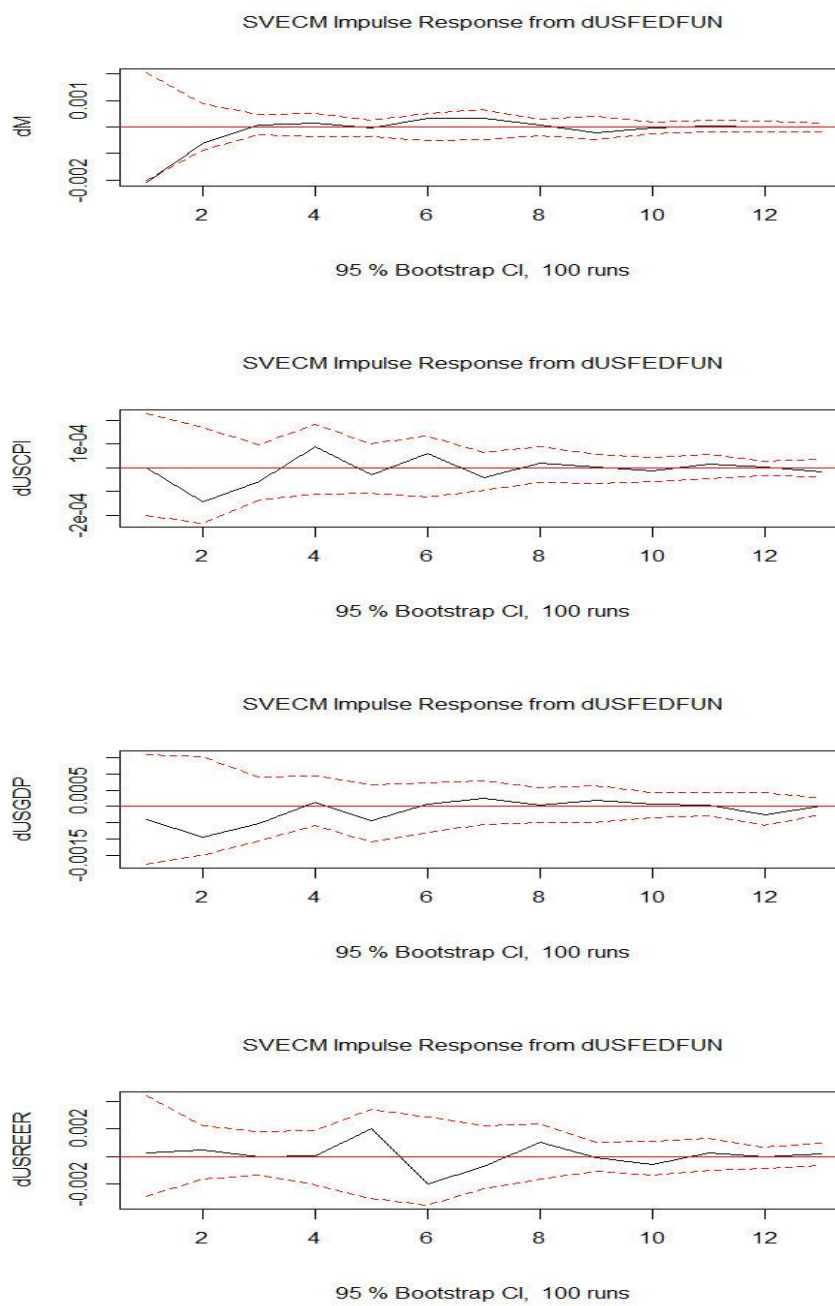 SVECM Impulse Response from dUSFEDFUN
dM
0.001
-0.002
2 4 6 8 10 12
95 % Bootstrap CI, 100 runs
SVECM Impulse Response from dUSFEDFUN
dUSCPI
1e-04
-2e-04
2 4 6 8 10 12
95 % Bootstrap CI, 100 runs
SVECM Impulse Response from dUSFEDFUN
dUSGDP
0.0005
-0.0015
2 4 6 8 10 12
95 % Bootstrap CI, 100 runs
SVECM Impulse Response from dUSFEDFUN
dUSREER
0.002
-0.002
2 4 6 8 10 12
95 % Bootstrap CI, 100 runs